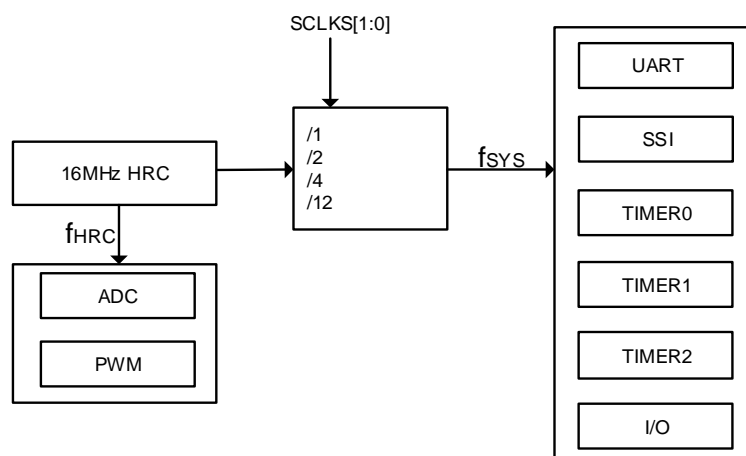 SCLKS[1:0]
16MHz HRC
/1
/2
/4
/12
fSYS
fHRC
ADC
PWM
UART
SSI
TIMER0
TIMER1
TIMER2
I/O